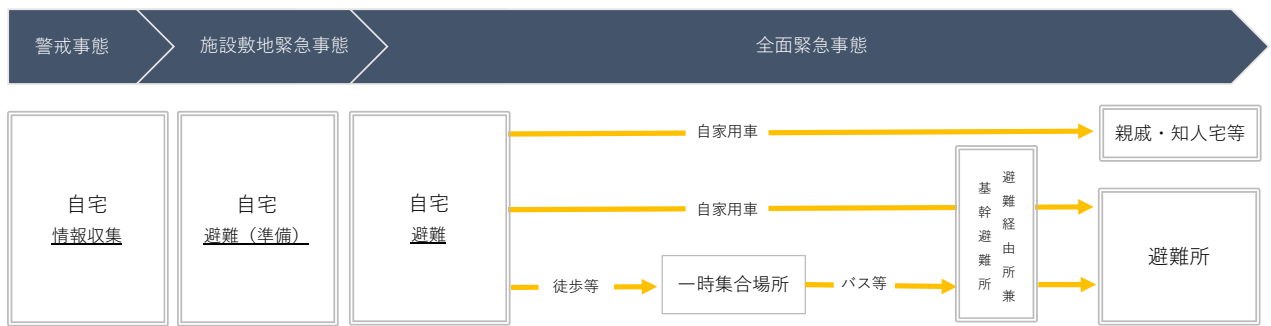 警戒事態
施設敷地緊急事態
全面緊急事態
自宅
情報収集
自宅
避難（準備）
自宅
避難
自家用車
親戚・知人宅等
自家用車
徒歩等
一時集合場所
バス等
避難経由所兼
基幹避難所
避難所